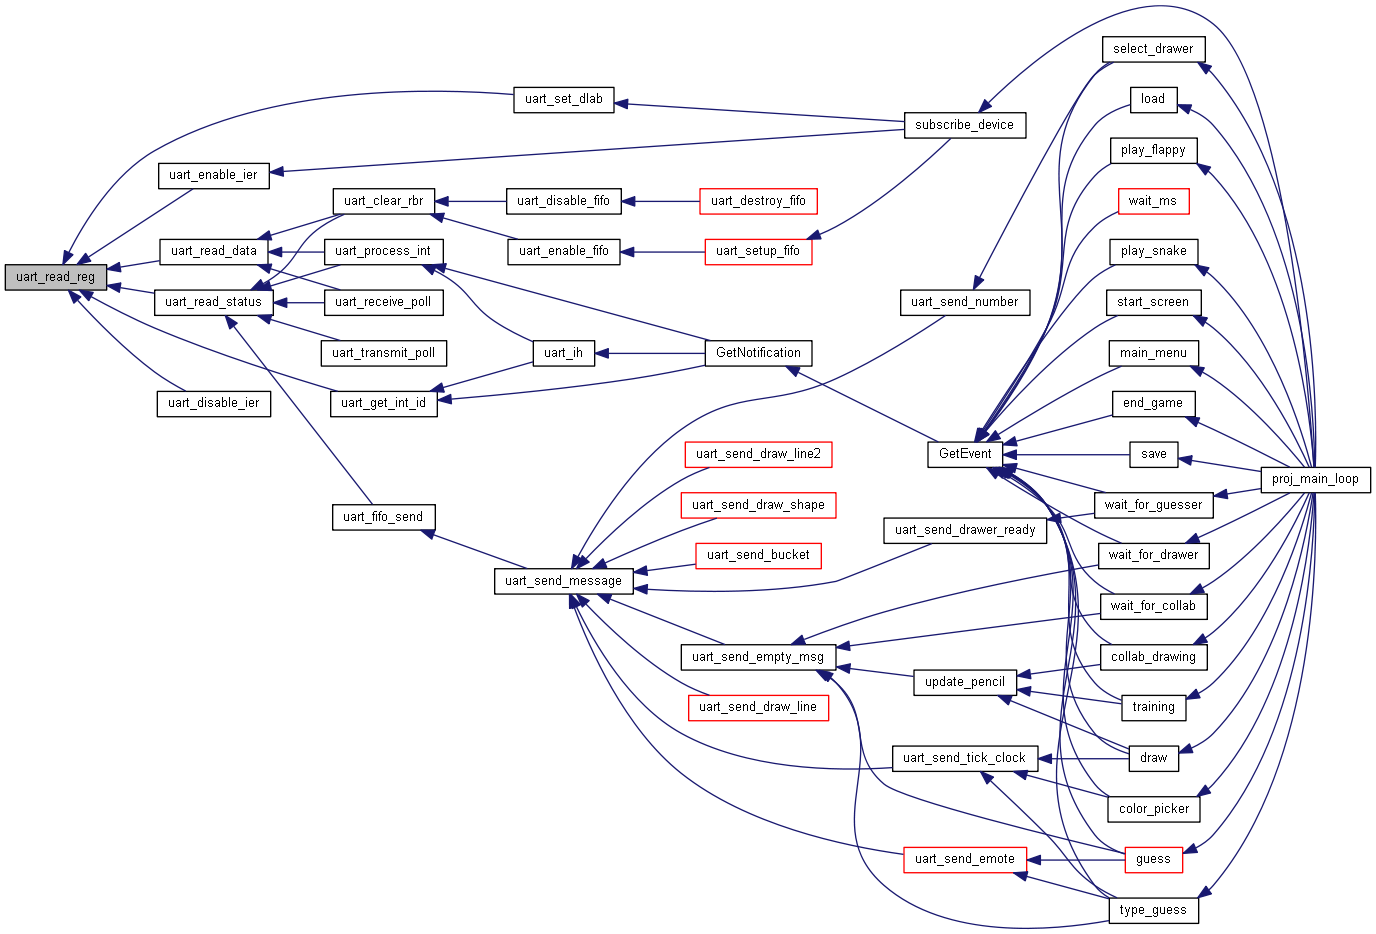 uart_read_reg
uart_set_dlab
uart_enable_ier
uart_read_data
uart_read_status
uart_disable_ier
uart_clear_rbr
uart_process_int
uart_receive_poll
uart_transmit_poll
uart_get_int_id
uart_fifo_send
uart_disable_fifo
uart_enable_fifo
uart_ih
uart_send_message
uart_destroy_fifo
uart_setup_fifo
GetNotification
uart_send_draw_line2
uart_send_draw_shape
uart_send_bucket
uart_send_empty_msg
uart_send_draw_line
subscribe_device
uart_send_number
GetEvent
uart_send_drawer_ready
update_pencil
uart_send_tick_clock
uart_send_emote
select_drawer
load
play_flappy
wait_ms
play_snake
start_screen
main_menu
end_game
save
wait_for_guesser
wait_for_drawer
wait_for_collab
collab_drawing
training
draw
color_picker
guess
type_guess
proj_main_loop